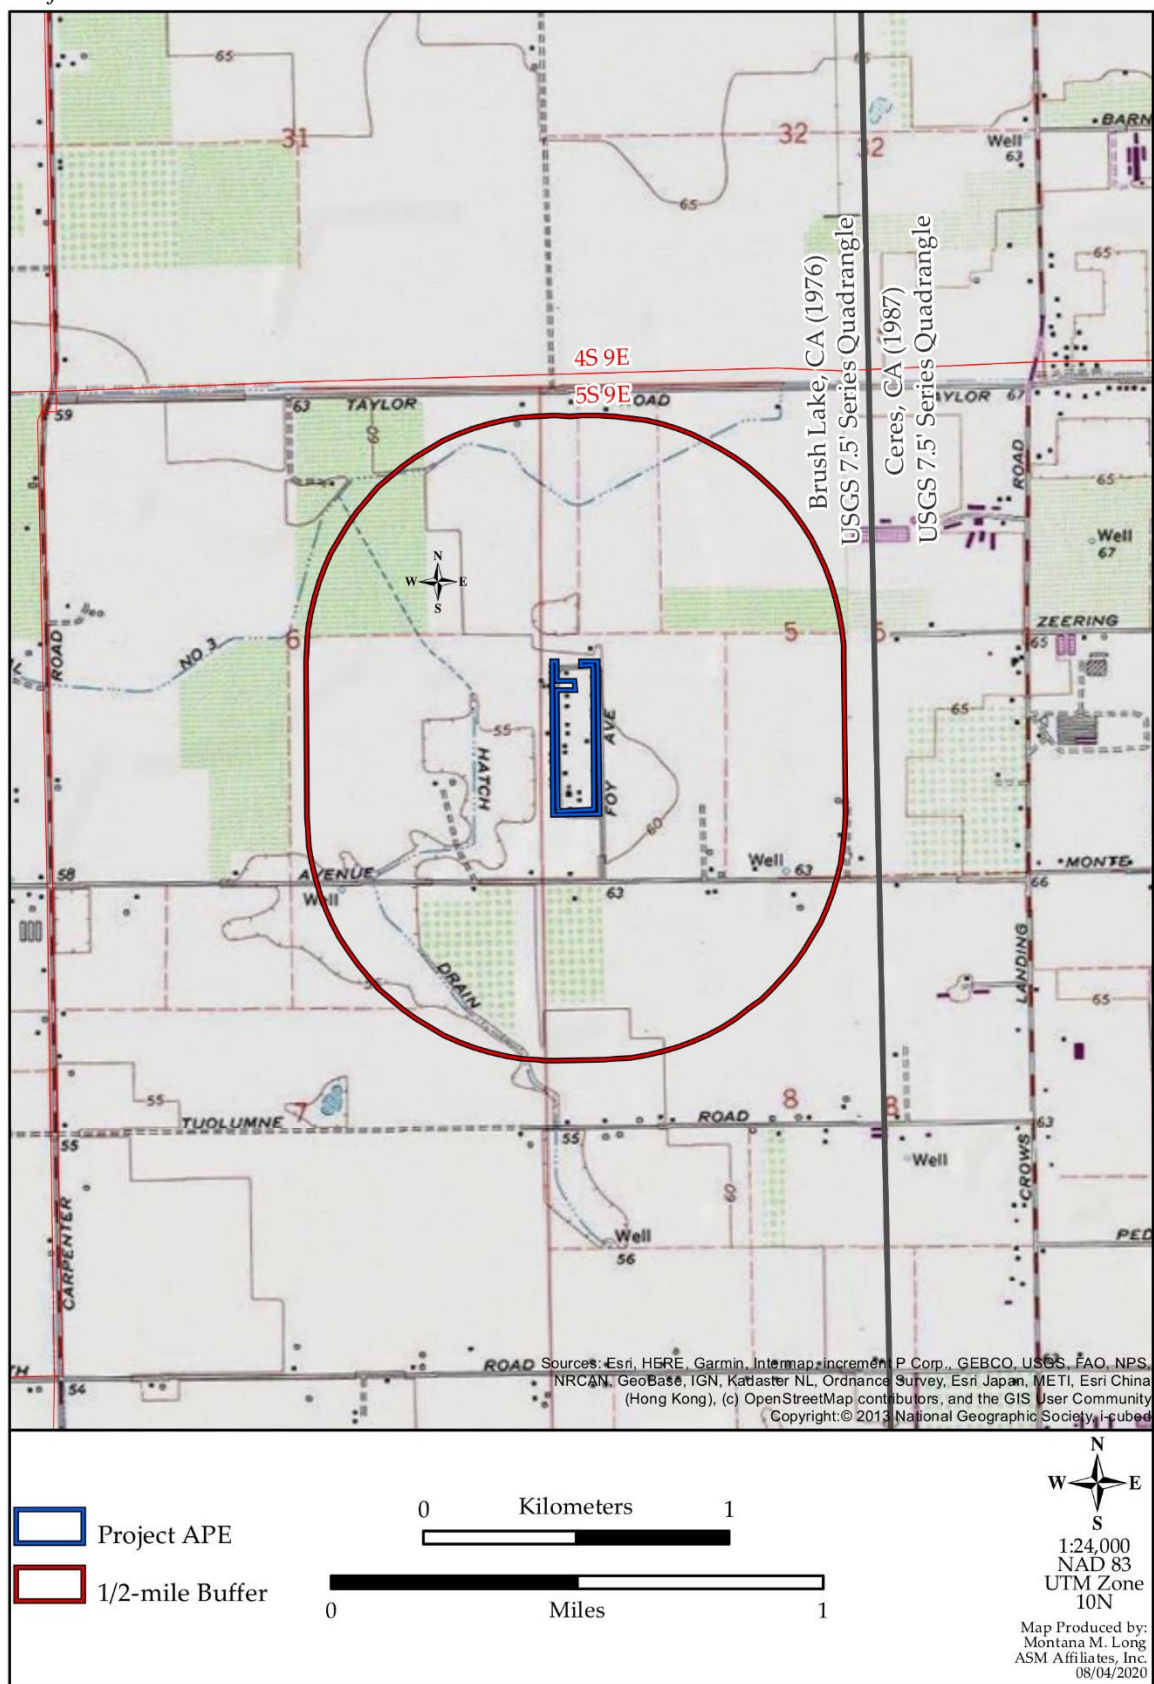 65
65
31
32
32
BARN
Well
63
65
65
Brush Lake, CA (1976)
USGS 7.5' Series Quadrangle
Ceres, CA (1987)
USGS 7.5' Series Quadrangle
4S 9E
5S 9E
59
63
TAYLOR
ROAD
AYLOR
67
60
ROAD
65
Well
67
N
W E
S
ROAD
NO 3
6
5
ZEERING
65
65
55
HATCH
FOY AVE
60
58
AVENUE
Well
63
Well
63
MONTE
66
DRAIN
LANDING
65
55
7
TUOLUMNE
8
8
ROAD
63
55
55
Well
CROWS
60
CARPENTER
Well
56
PED
TH
54
ROAD
Sources: Esri, HERE, Garmin, Intermap, increment P Corp., GEBCO, USGS, FAO, NPS,
NRCAN, GeoBase, IGN, Kadaster NL, Ordnance Survey, Esri Japan, METI, Esri China
(Hong Kong), (c) OpenStreetMap contributors, and the GIS User Community
Copyright:© 2013 National Geographic Society, i-cubed
Project APE
1/2-mile Buffer
0 Kilometers 1
0 Miles 1
N
W E
S
1:24,000
NAD 83
UTM Zone
10N
Map Produced by:
Montana M. Long
ASM Affiliates, Inc.
08/04/2020